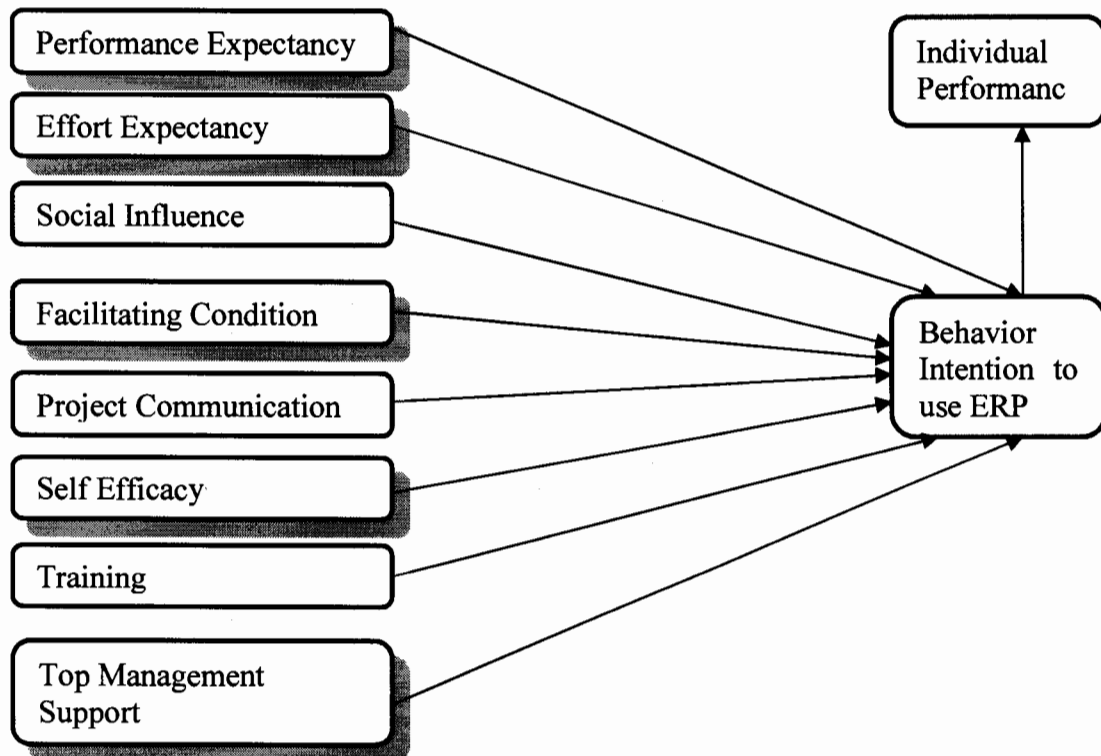 Performance Expectancy
Effort Expectancy
Social Influence
Facilitating Condition
Project Communication
Self Efficacy
Training
Top Management
Support
Individual
Performanc
Behavior
Intention to
use ERP